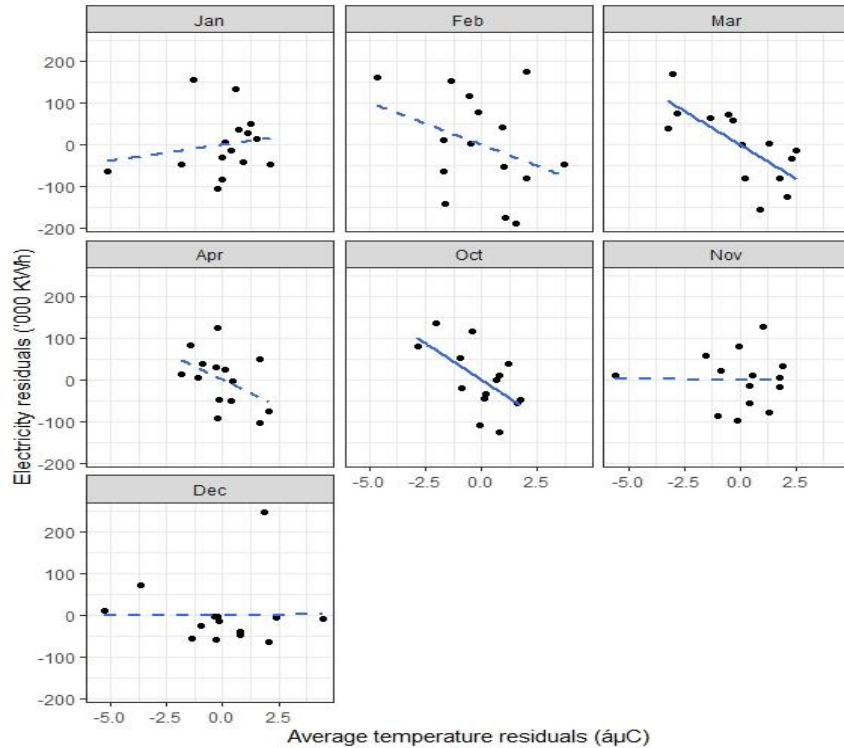 Jan Feb Mar
200
100
0
-100
-200
Apr Oct Nov
200
100
0
-100
-200
-5.0 -2.5 0.0 2.5 -5.0 -2.5 0.0 2.5
Dec
200
100
0
-100
-200
-5.0 -2.5 0.0 2.5
Electricity residuals ('000 KWh)
Average temperature residuals (áµC)